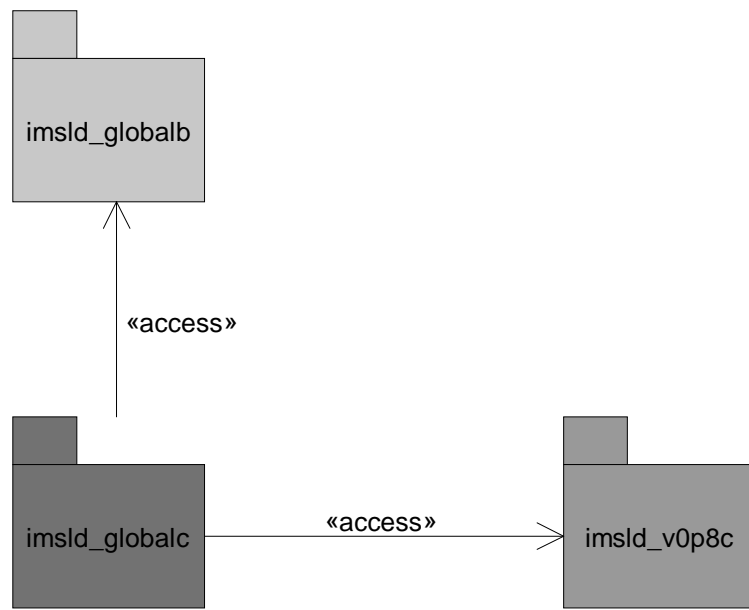 imsld_globalb
«access»
«access»
imsld_globalc
imsld_v0p8c